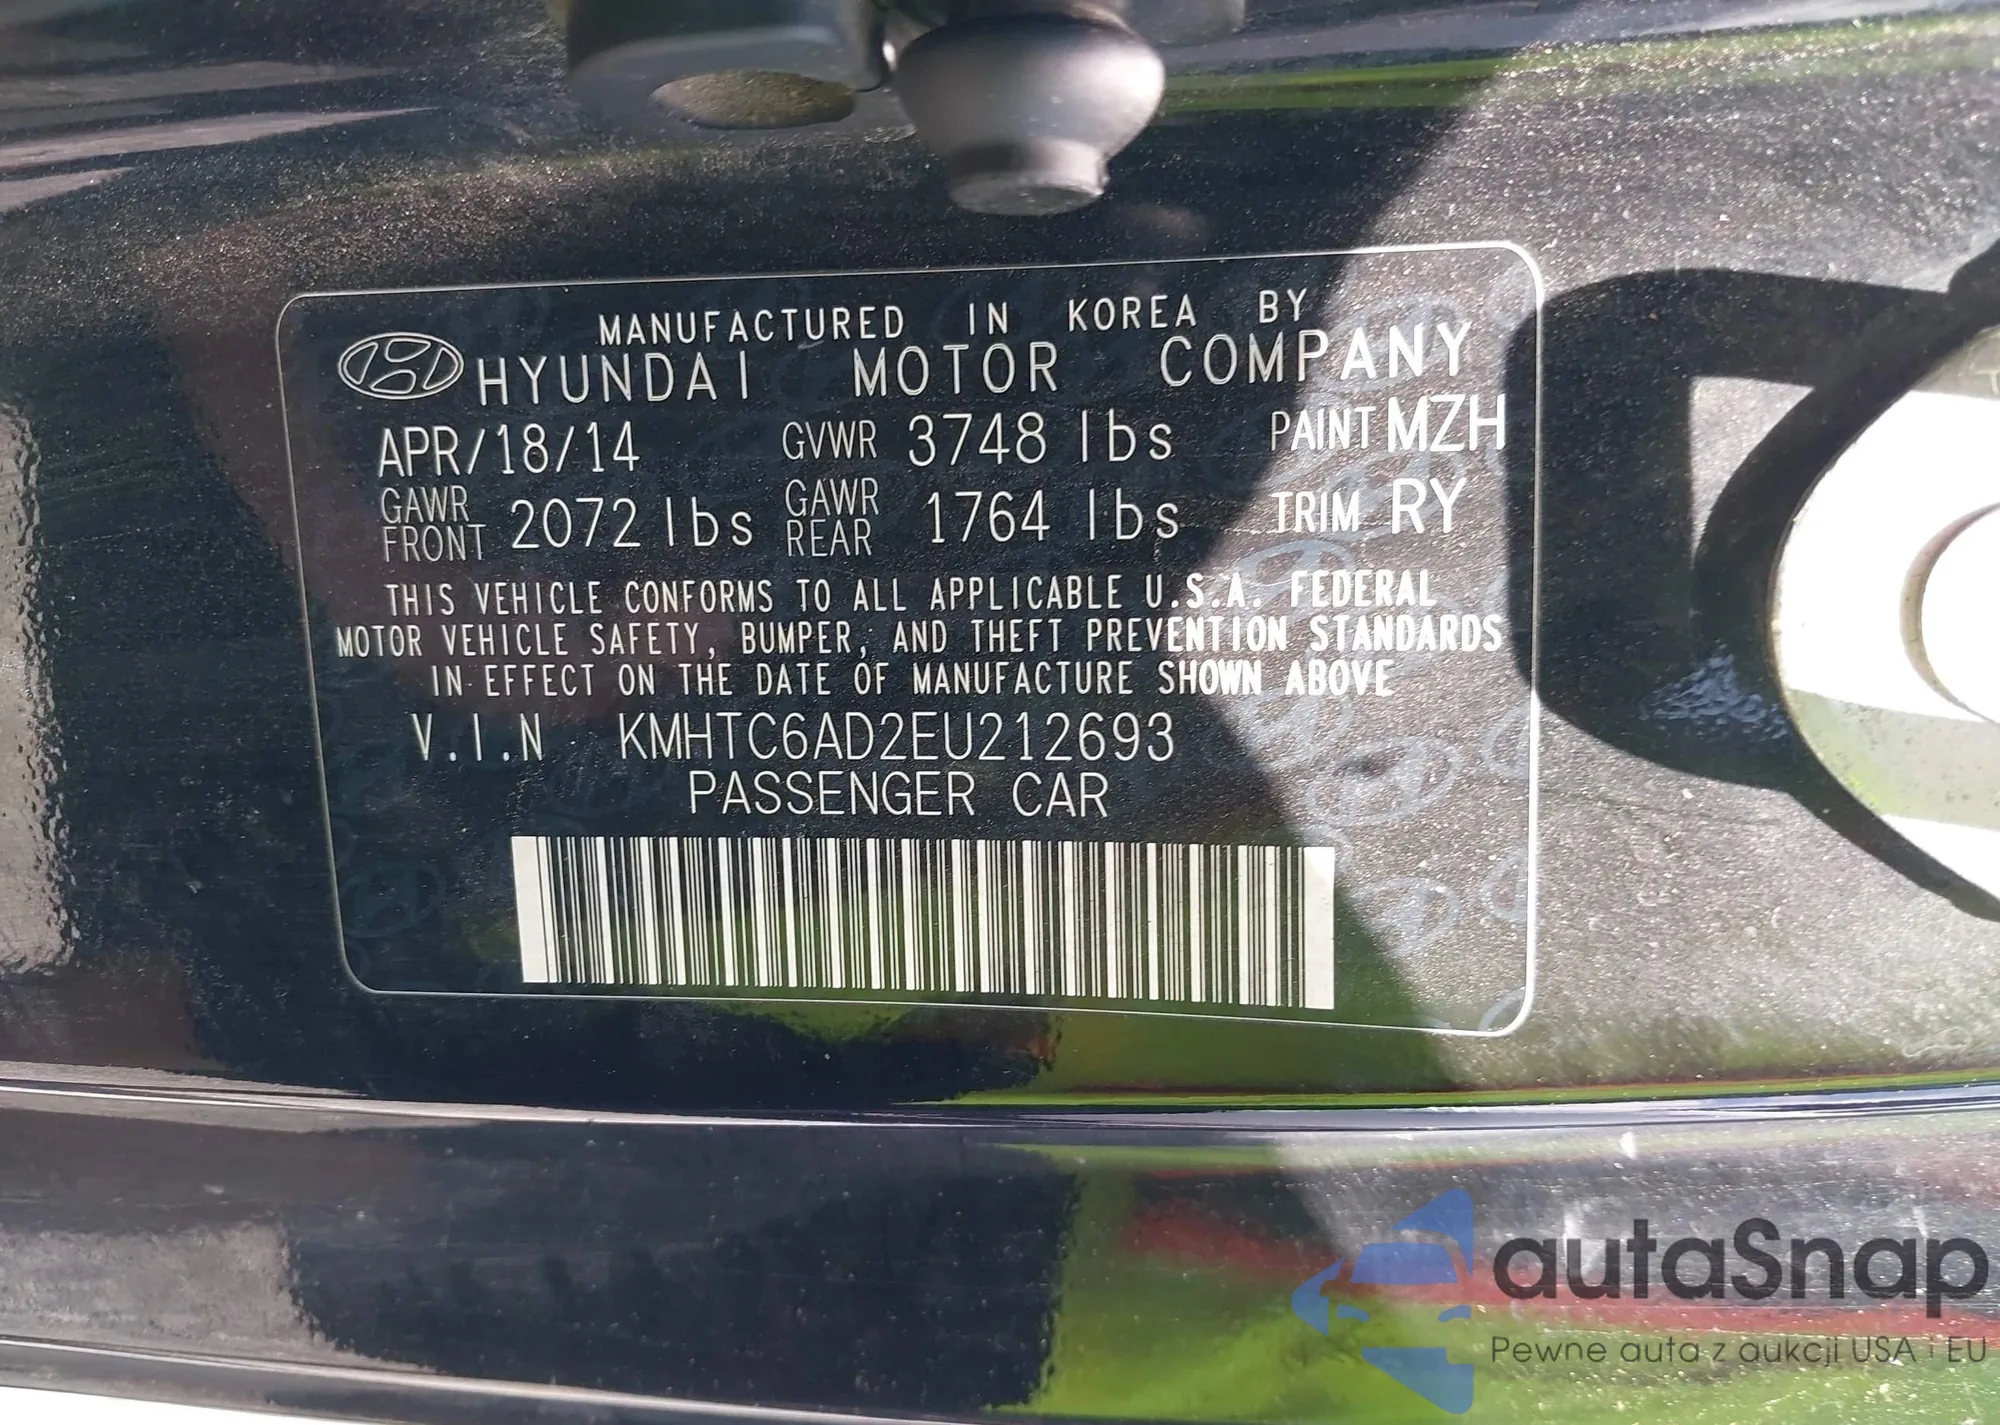 MANUFACTURED IN KOREA BY
HYUNDAI MOTOR COMPANY
APR/18/14 GVWR 3748 lbs PAINT MZH
GAWR FRONT 2072 lbs GAWR REAR 1764 lbs TRIM RY
THIS VEHICLE CONFORMS TO ALL APPLICABLE U.S.A. FEDERAL
MOTOR VEHICLE SAFETY, BUMPER, AND THEFT PREVENTION STANDARDS
IN EFFECT ON THE DATE OF MANUFACTURE SHOWN ABOVE
V.I.N KMHTC6AD2EU212693
PASSENGER CAR
autaSnap
Pewne auta z aukcji USA i EU